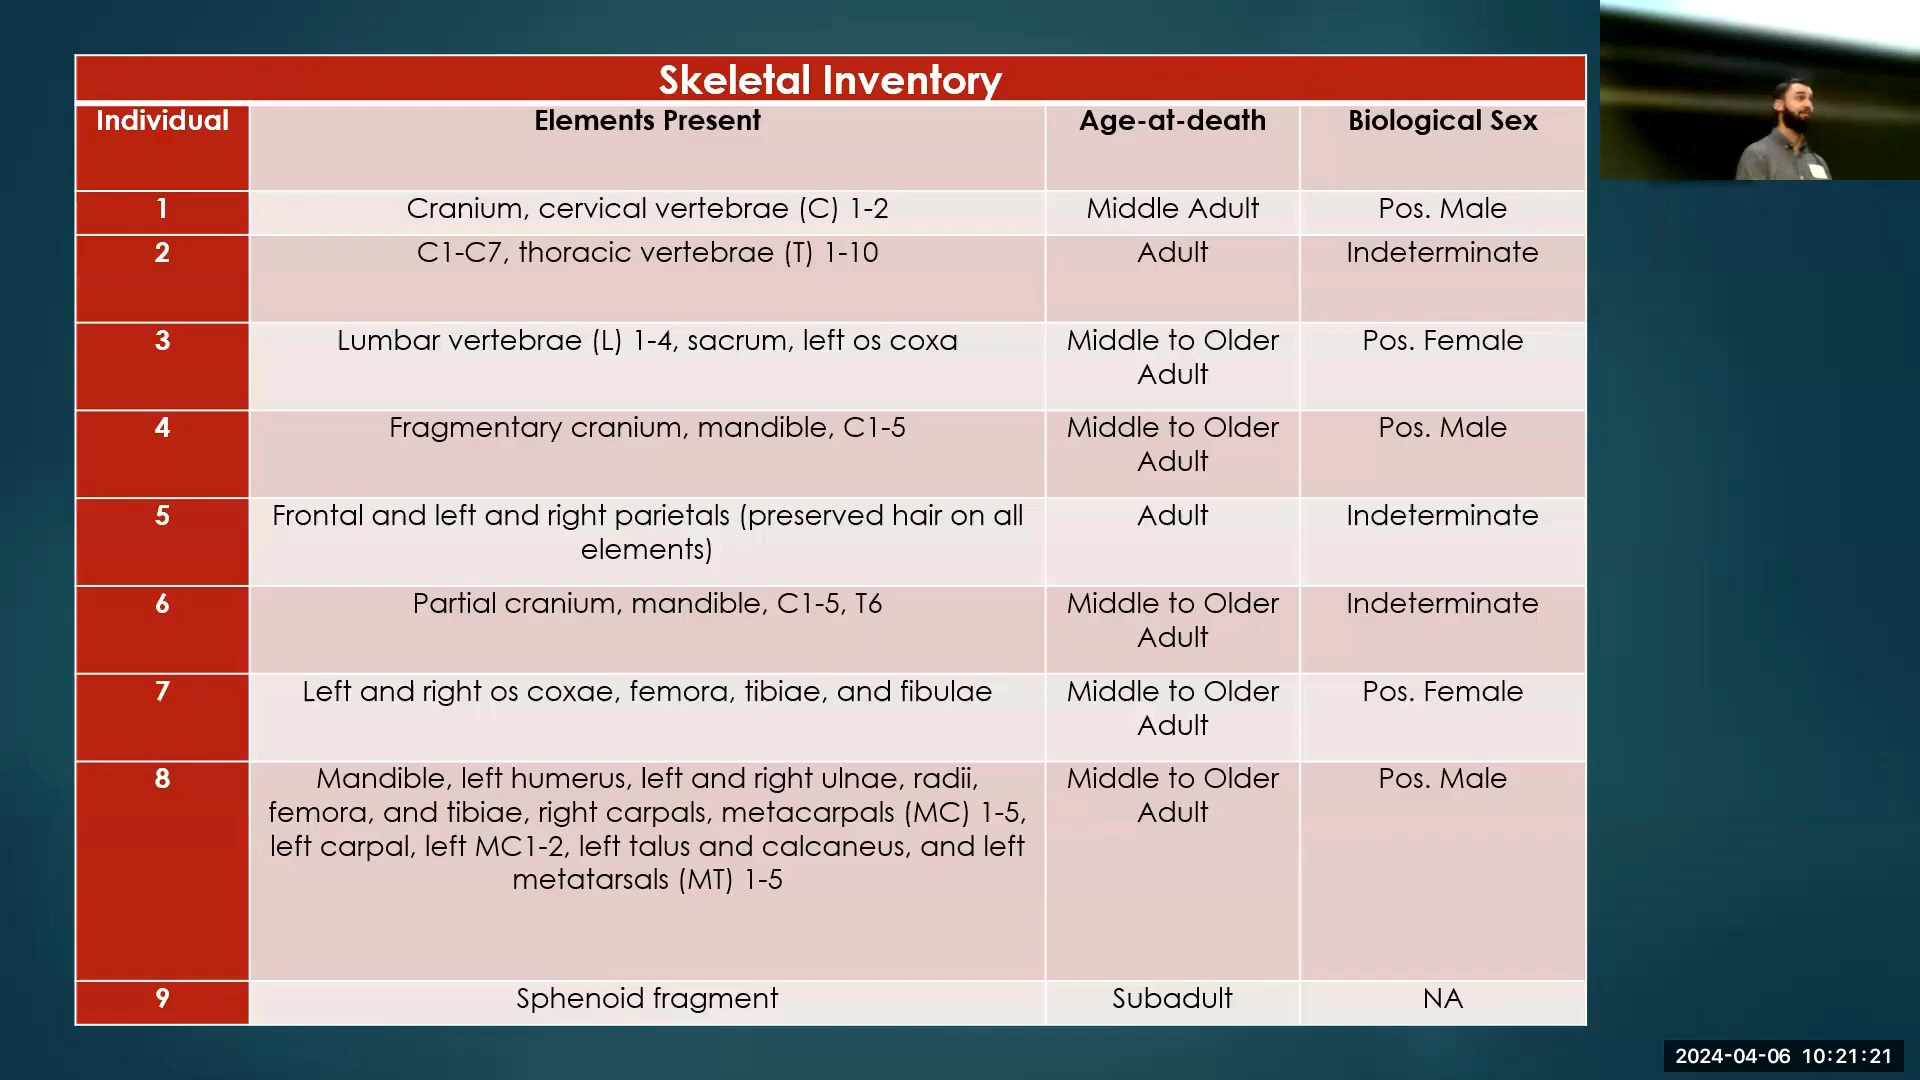 Skeletal Inventory
Individual Elements Present Age-at-death Biological Sex
1 Cranium, cervical vertebrae (C) 1-2 Middle Adult Pos. Male
2 C1-C7, thoracic vertebrae (T) 1-10 Adult Indeterminate
3 Lumbar vertebrae (L) 1-4, sacrum, left os coxa Middle to Older Pos. Female
Adult
4 Fragmentary cranium, mandible, C1-5 Middle to Older Pos. Male
Adult
5 Frontal and left and right parietals (preserved hair on all Adult Indeterminate
elements)
6 Partial cranium, mandible, C1-5, T6 Middle to Older Indeterminate
Adult
7 Left and right os coxae, femora, tibiae, and fibulae Middle to Older Pos. Female
Adult
8 Mandible, left humerus, left and right ulnae, radii, Middle to Older Pos. Male
femora, and tibiae, right carpals, metacarpals (MC) 1-5, Adult
left carpal, left MC1-2, left talus and calcaneus, and left
metatarsals (MT) 1-5
9 Sphenoid fragment Subadult NA
2024-04-06 10:21:21